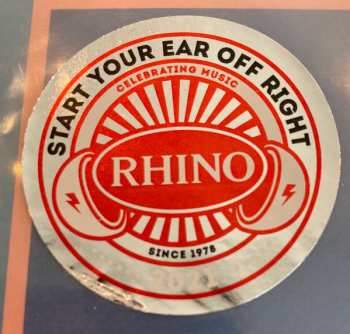 START YOUR EAR OFF RIGHT
CELEBRATING MUSIC
RHINO
SINCE 1978